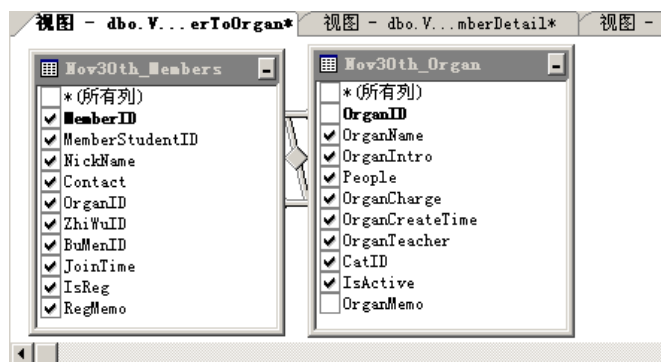 视图 - dbo.V...erToOrgan*
视图 - dbo.V...mberDetail*
视图 -
Nov30th_Members
*(所有列)
MemberID
MemberStudentID
NickName
Contact
OrganID
ZhiWuID
BuMenID
JoinTime
IsReg
RegMemo
Nov30th_Organ
*(所有列)
OrganID
OrganName
OrganIntro
People
OrganCharge
OrganCreateTime
OrganTeacher
CatID
IsActive
OrganMemo